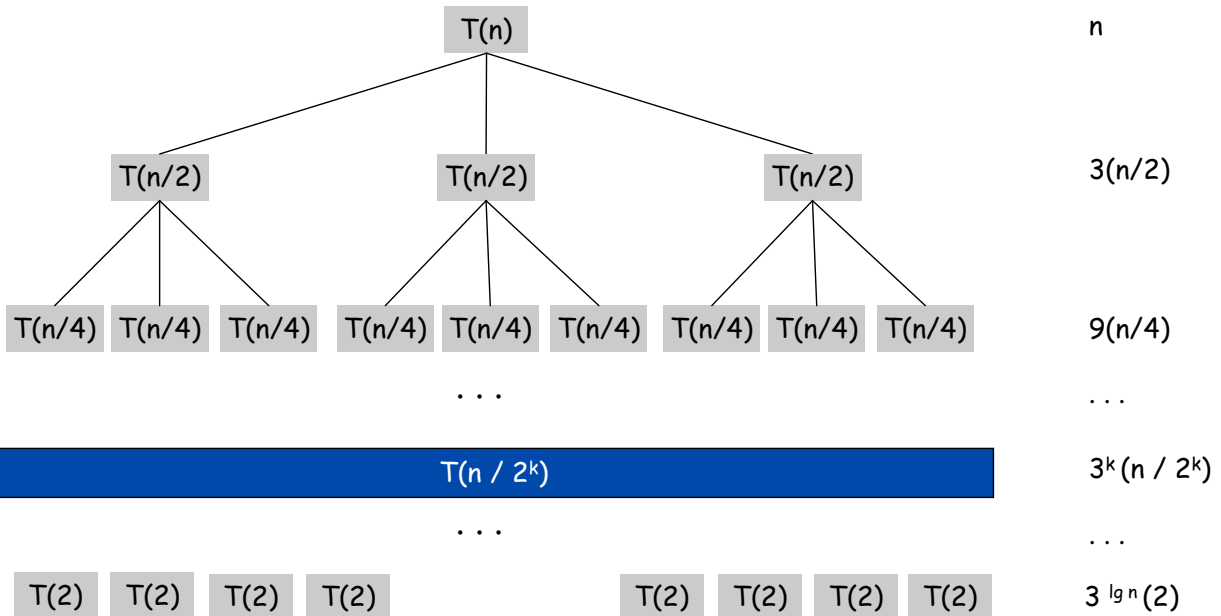 T(n) n
T(n/2) T(n/2) T(n/2) 3(n/2)
T(n/4) T(n/4) T(n/4) T(n/4) T(n/4) T(n/4) T(n/4) T(n/4) T(n/4) 9(n/4)
. . . . . .
T(n / 2ᵏ) 3ᵏ (n / 2ᵏ)
. . . . . .
T(2) T(2) T(2) T(2) T(2) T(2) T(2) T(2) 3 ˡᵍ ⁿ (2)